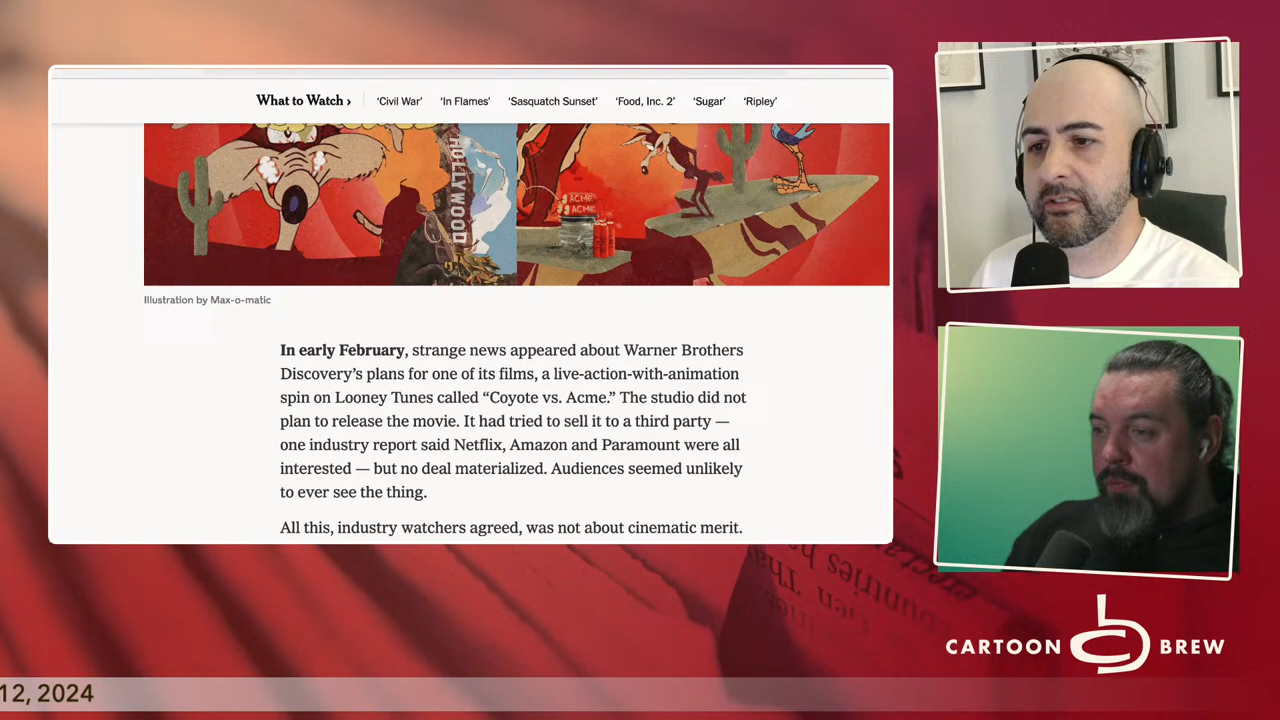 What to Watch › 'Civil War' 'In Flames' 'Sasquatch Sunset' 'Food, Inc. 2' 'Sugar' 'Ripley'
HOLLYWOOD
ACME
ACME
Illustration by Max-o-matic
In early February, strange news appeared about Warner Brothers
Discovery's plans for one of its films, a live-action-with-animation
spin on Looney Tunes called “Coyote vs. Acme.” The studio did not
plan to release the movie. It had tried to sell it to a third party —
one industry report said Netflix, Amazon and Paramount were all
interested — but no deal materialized. Audiences seemed unlikely
to ever see the thing.
All this, industry watchers agreed, was not about cinematic merit.
CARTOON BREW
12, 2024